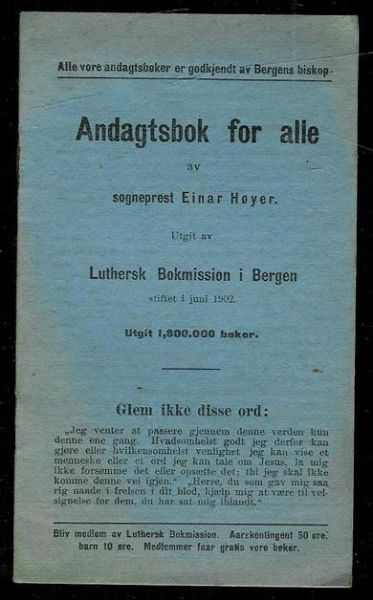 Alle vore andagtsbøker er godkjendt av Bergens biskop.
Andagtsbok for alle
av
sogneprest Einar Høyer.
Utgit av
Luthersk Bokmission i Bergen
stiftet i juni 1902.
Utgit 1,800.000 bøker.
Glem ikke disse ord:
„Jeg venter at passere gjennem denne verden kun
denne ene gang. Hvadsomhelst godt jeg derfor kan
gjøre eller hvilkensomhelst venlighet jeg kan vise et
menneske eller et ord jeg kan tale om Jesus, la mig
ikke forsømme det eller opsætte det; thi jeg skal ikke
komme denne vei igjen.“ „Herre, du som gav mig saa
rig naade i frelsen i dit blod, hjælp mig at være til vel-
signelse for dem, du har sat mig iblandt.“
Bliv medlem av Luthersk Bokmission. Aarskontingent 50 øre,
barn 10 øre. Medlemmer faar gratis vore bøker.